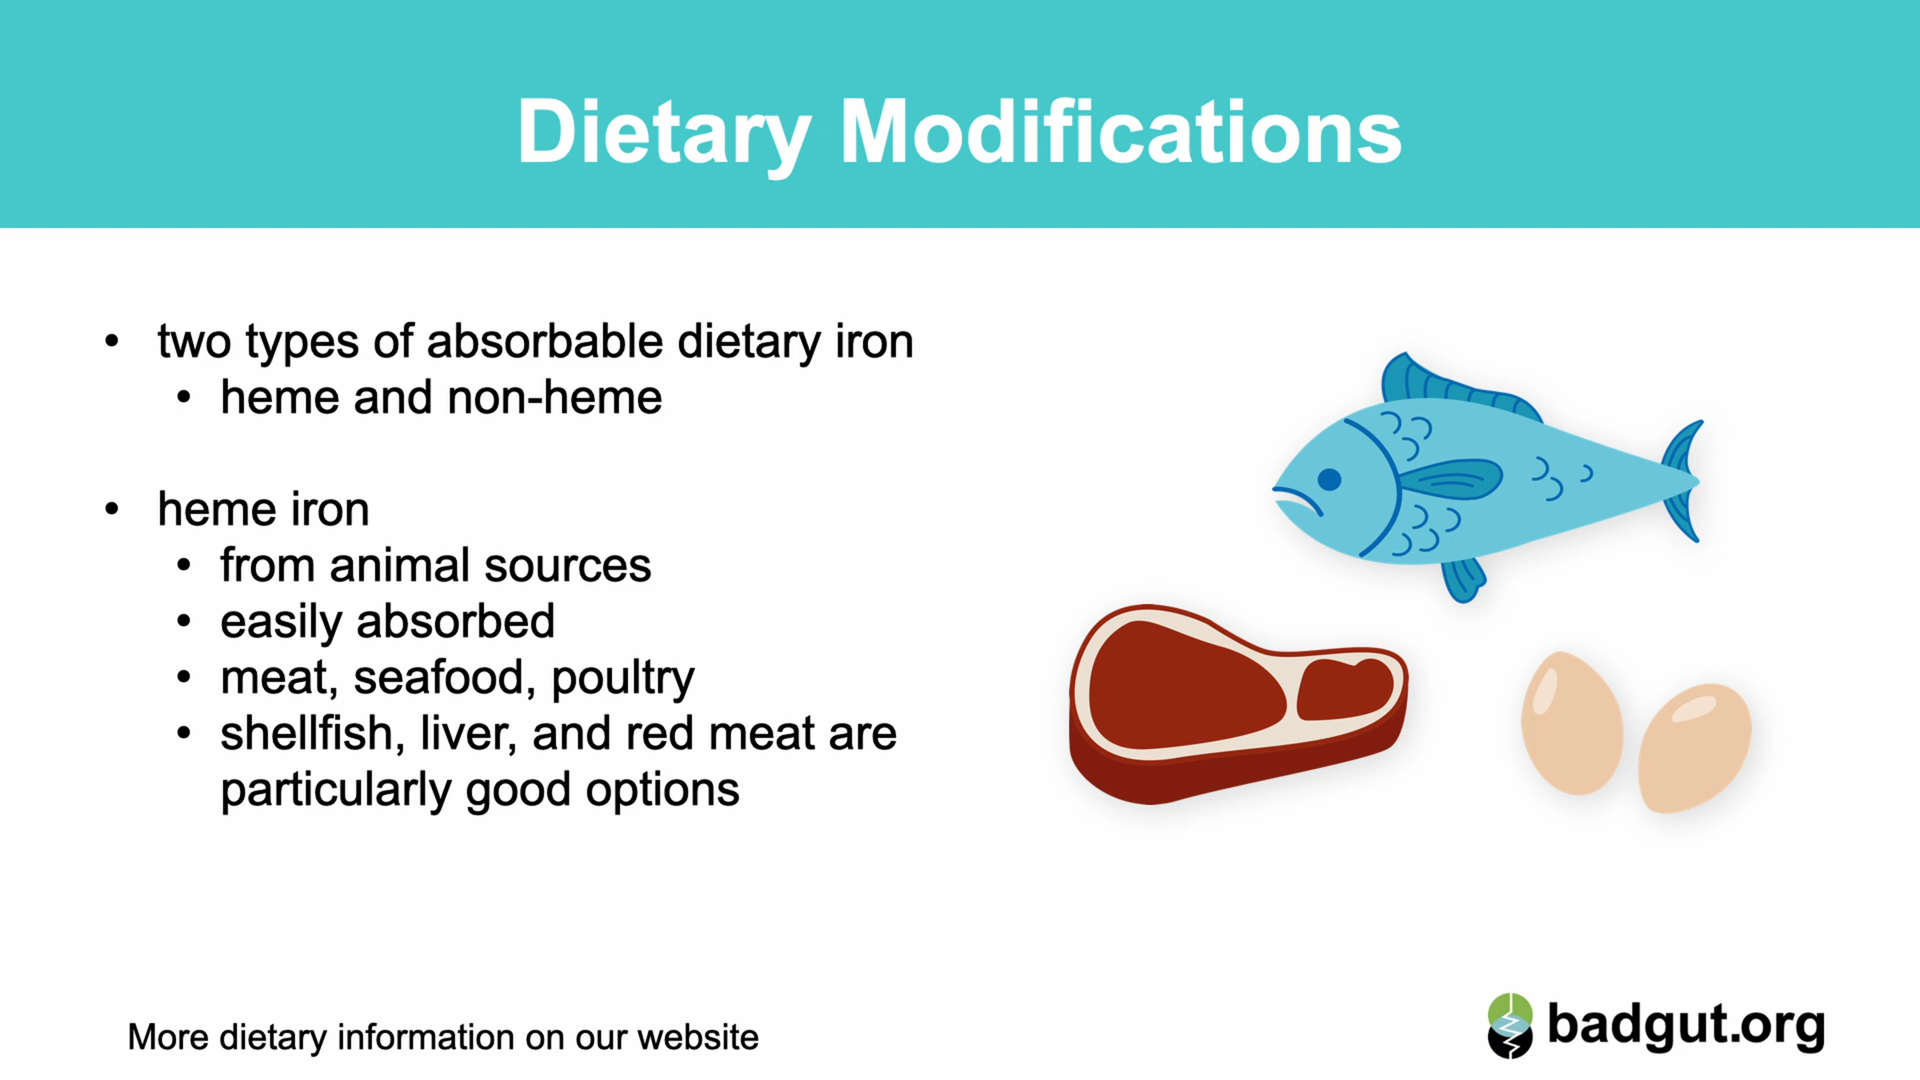 Dietary Modifications
• two types of absorbable dietary iron
• heme and non-heme
• heme iron
• from animal sources
• easily absorbed
• meat, seafood, poultry
• shellfish, liver, and red meat are
particularly good options
More dietary information on our website
badgut.org